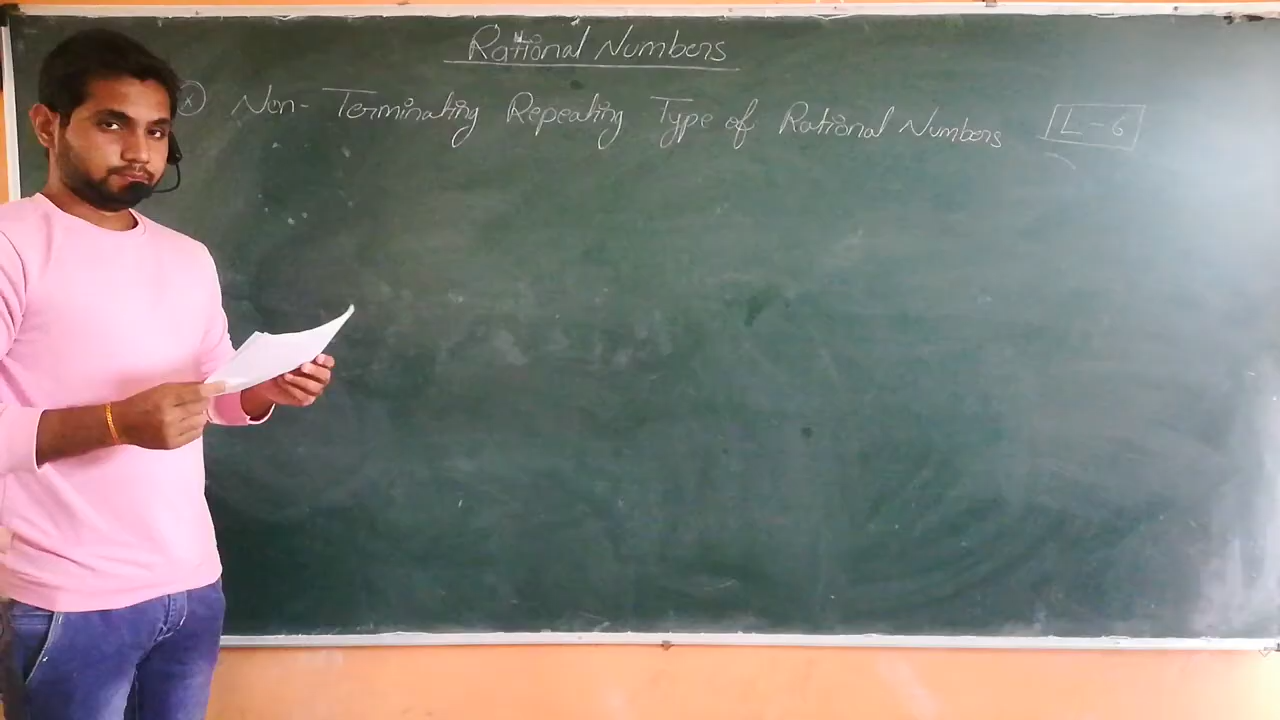 Rational Numbers
(x) Non-Terminating Repeating Type of Rational Numbers L-6